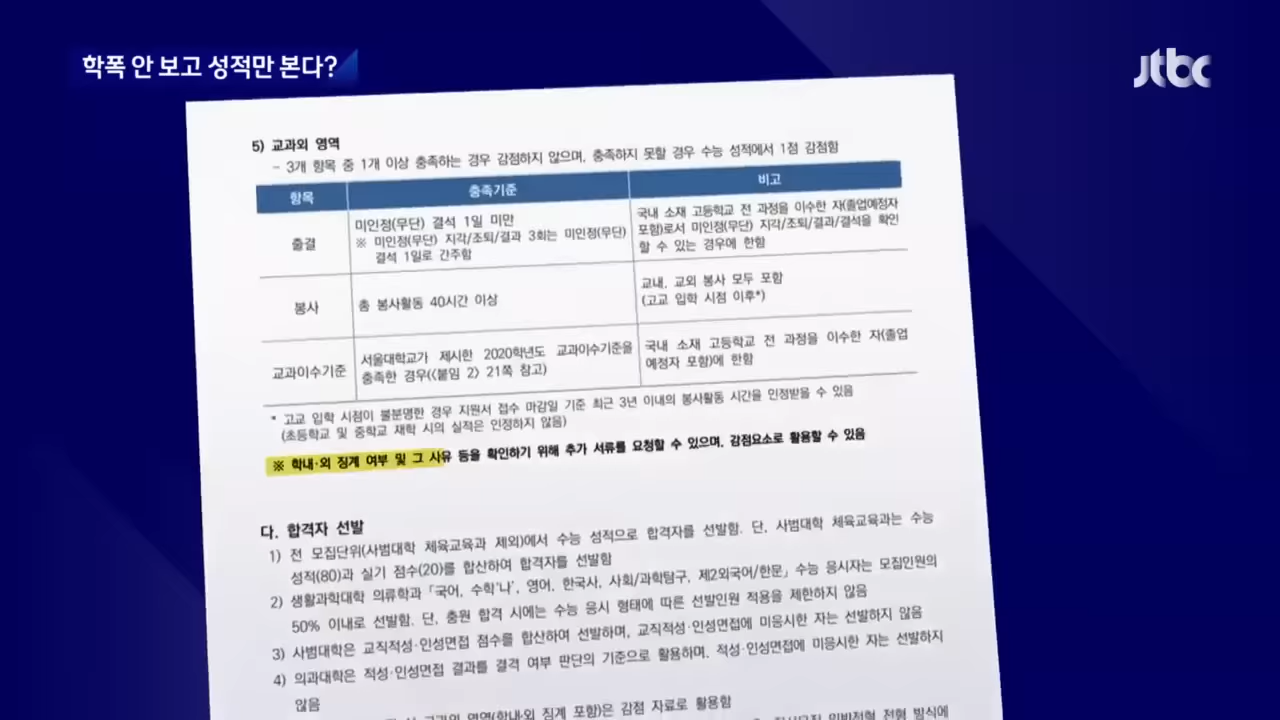 학폭 안 보고 성적만 본다?
jtbc
5) 교과외 영역
- 3개 항목 중 1개 이상 충족하는 경우 감점하지 않으며, 충족하지 못할 경우 수능 성적에서 1점 감점함
항목 충족기준 비고
출결
미인정(무단) 결석 1일 미만
※ 미인정(무단) 지각/조퇴/결과 3회는 미인정(무단)
결석 1일로 간주함
국내 소재 고등학교 전 과정을 이수한 자(졸업예정자
포함)로서 미인정(무단) 지각/조퇴/결과/결석을 확인
할 수 있는 경우에 한함
봉사
총 봉사활동 40시간 이상
교내, 교외 봉사 모두 포함
(고교 입학 시점 이후*)
교과이수기준
서울대학교가 제시한 2020학년도 교과이수기준을
충족한 경우(<붙임 2> 21쪽 참고)
국내 소재 고등학교 전 과정을 이수한 자(졸업
예정자 포함)에 한함
* 고교 입학 시점이 불분명한 경우 지원서 접수 마감일 기준 최근 3년 이내의 봉사활동 시간을 인정받을 수 있음
(초등학교 및 중학교 재학 시의 실적은 인정하지 않음)
※ 학내·외 징계 여부 및 그 사유 등을 확인하기 위해 추가 서류를 요청할 수 있으며, 감점요소로 활용할 수 있음
다. 합격자 선발
1) 전 모집단위(사범대학 체육교육과 제외)에서 수능 성적으로 합격자를 선발함. 단, 사범대학 체육교육과는 수능
성적(80)과 실기 점수(20)를 합산하여 합격자를 선발함
2) 생활과학대학 의류학과 「국어, 수학'나', 영어, 한국사, 사회/과학탐구, 제2외국어/한문」 수능 응시자는 모집인원의
50% 이내로 선발함. 단, 충원 합격 시에는 수능 응시 형태에 따른 선발인원 적용을 제한하지 않음
3) 사범대학은 교직적성·인성면접 점수를 합산하여 선발하며, 교직적성·인성면접에 미응시한 자는 선발하지 않음
4) 의과대학은 적성·인성면접 결과를 결격 여부 판단의 기준으로 활용하며, 적성·인성면접에 미응시한 자는 선발하지
않음
교과외 영역(학내·외 징계 포함)은 감점 자료로 활용함
일반전형 전형 방식에